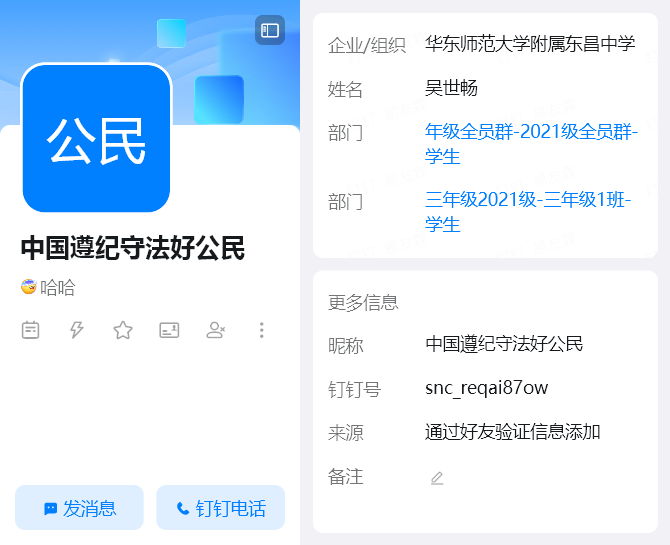 公民
中国遵纪守法好公民
哈哈
发消息
钉钉电话
企业/组织 华东师范大学附属东昌中学
姓名 吴世畅
部门 年级全员群-2021级全员群-
学生
部门 三年级2021级-三年级1班-
学生
更多信息
昵称 中国遵纪守法好公民
钉钉号 snc_reqai87ow
来源 通过好友验证信息添加
备注